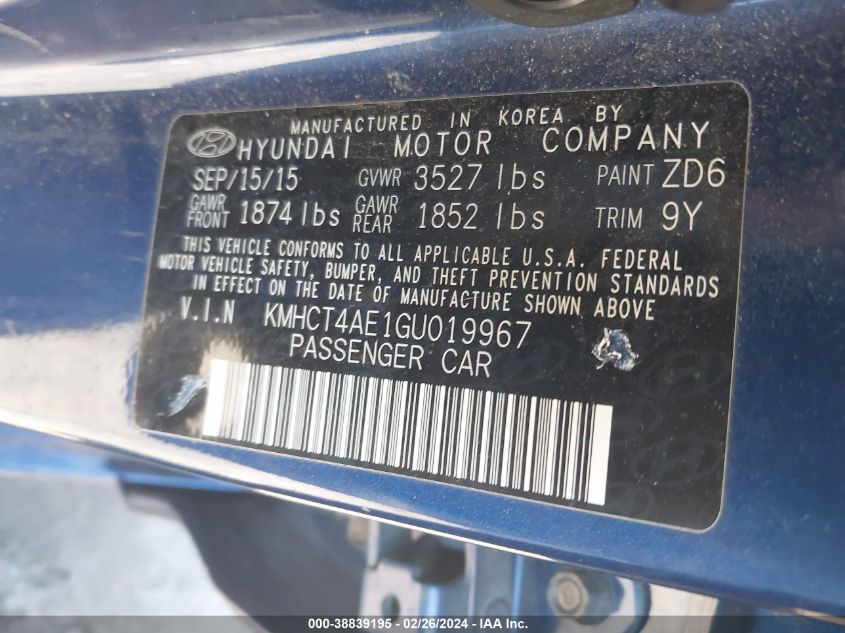 MANUFACTURED IN KOREA BY
HYUNDAI MOTOR COMPANY
SEP/15/15 GVWR 3527 lbs PAINT ZD6
GAWR FRONT 1874 lbs GAWR REAR 1852 lbs TRIM 9Y
THIS VEHICLE CONFORMS TO ALL APPLICABLE U.S.A. FEDERAL
MOTOR VEHICLE SAFETY, BUMPER, AND THEFT PREVENTION STANDARDS
IN EFFECT ON THE DATE OF MANUFACTURE SHOWN ABOVE
V.I.N KMHCT4AE1GU019967
PASSENGER CAR
000-38839195 - 02/26/2024 - IAA Inc.